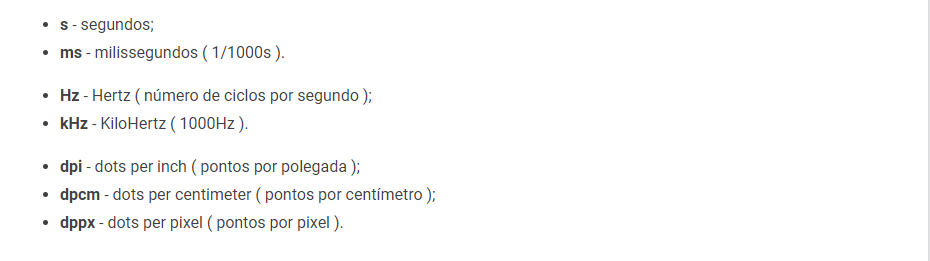 • s - segundos;
• ms - milissegundos ( 1/1000s ).
• Hz - Hertz ( número de ciclos por segundo );
• kHz - KiloHertz ( 1000Hz ).
• dpi - dots per inch ( pontos por polegada );
• dpcm - dots per centimeter ( pontos por centímetro );
• dppx - dots per pixel ( pontos por pixel ).